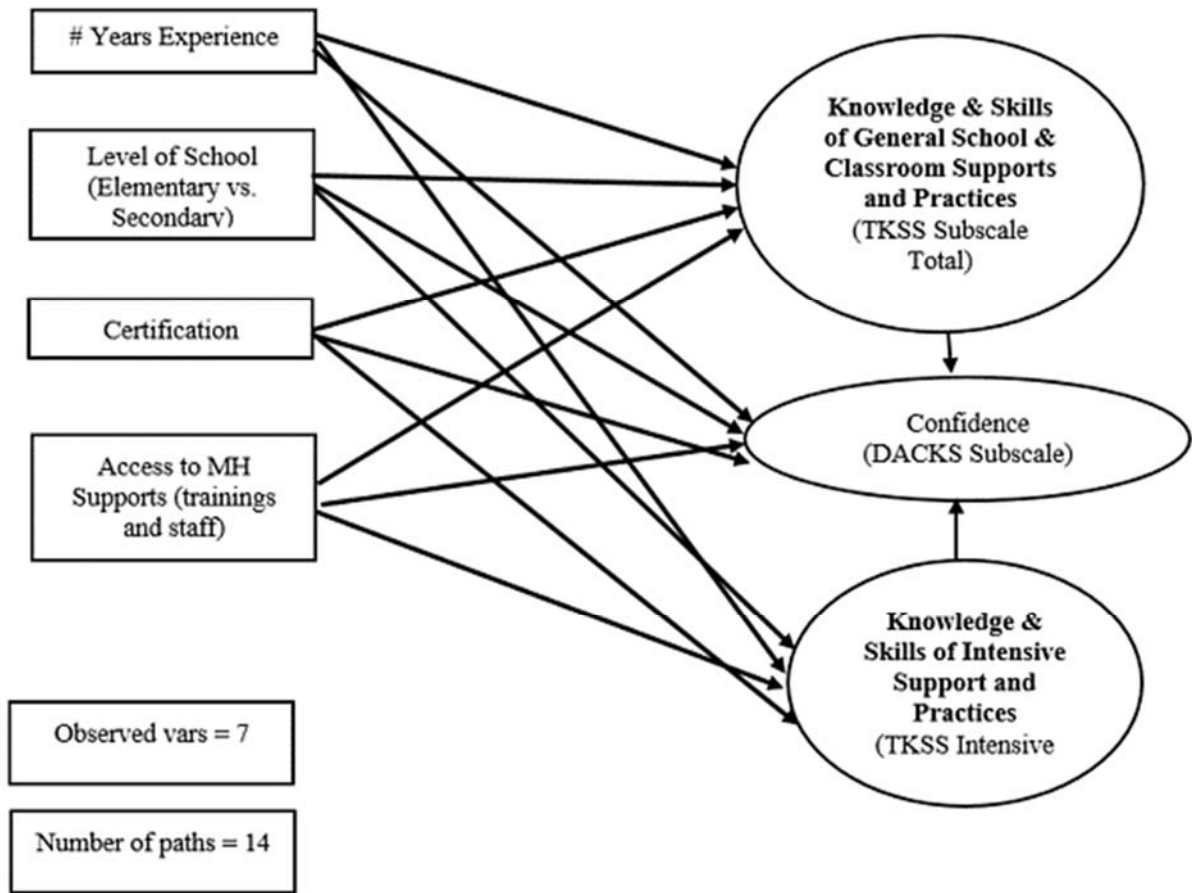 # Years Experience
Level of School
(Elementary vs.
Secondary)
Certification
Access to MH
Supports (trainings
and staff)
Knowledge & Skills
of General School &
Classroom Supports
and Practices
(TKSS Subscale
Total)
Confidence
(DACKS Subscale)
Knowledge &
Skills of Intensive
Support and
Practices
(TKSS Intensive
Observed vars = 7
Number of paths = 14